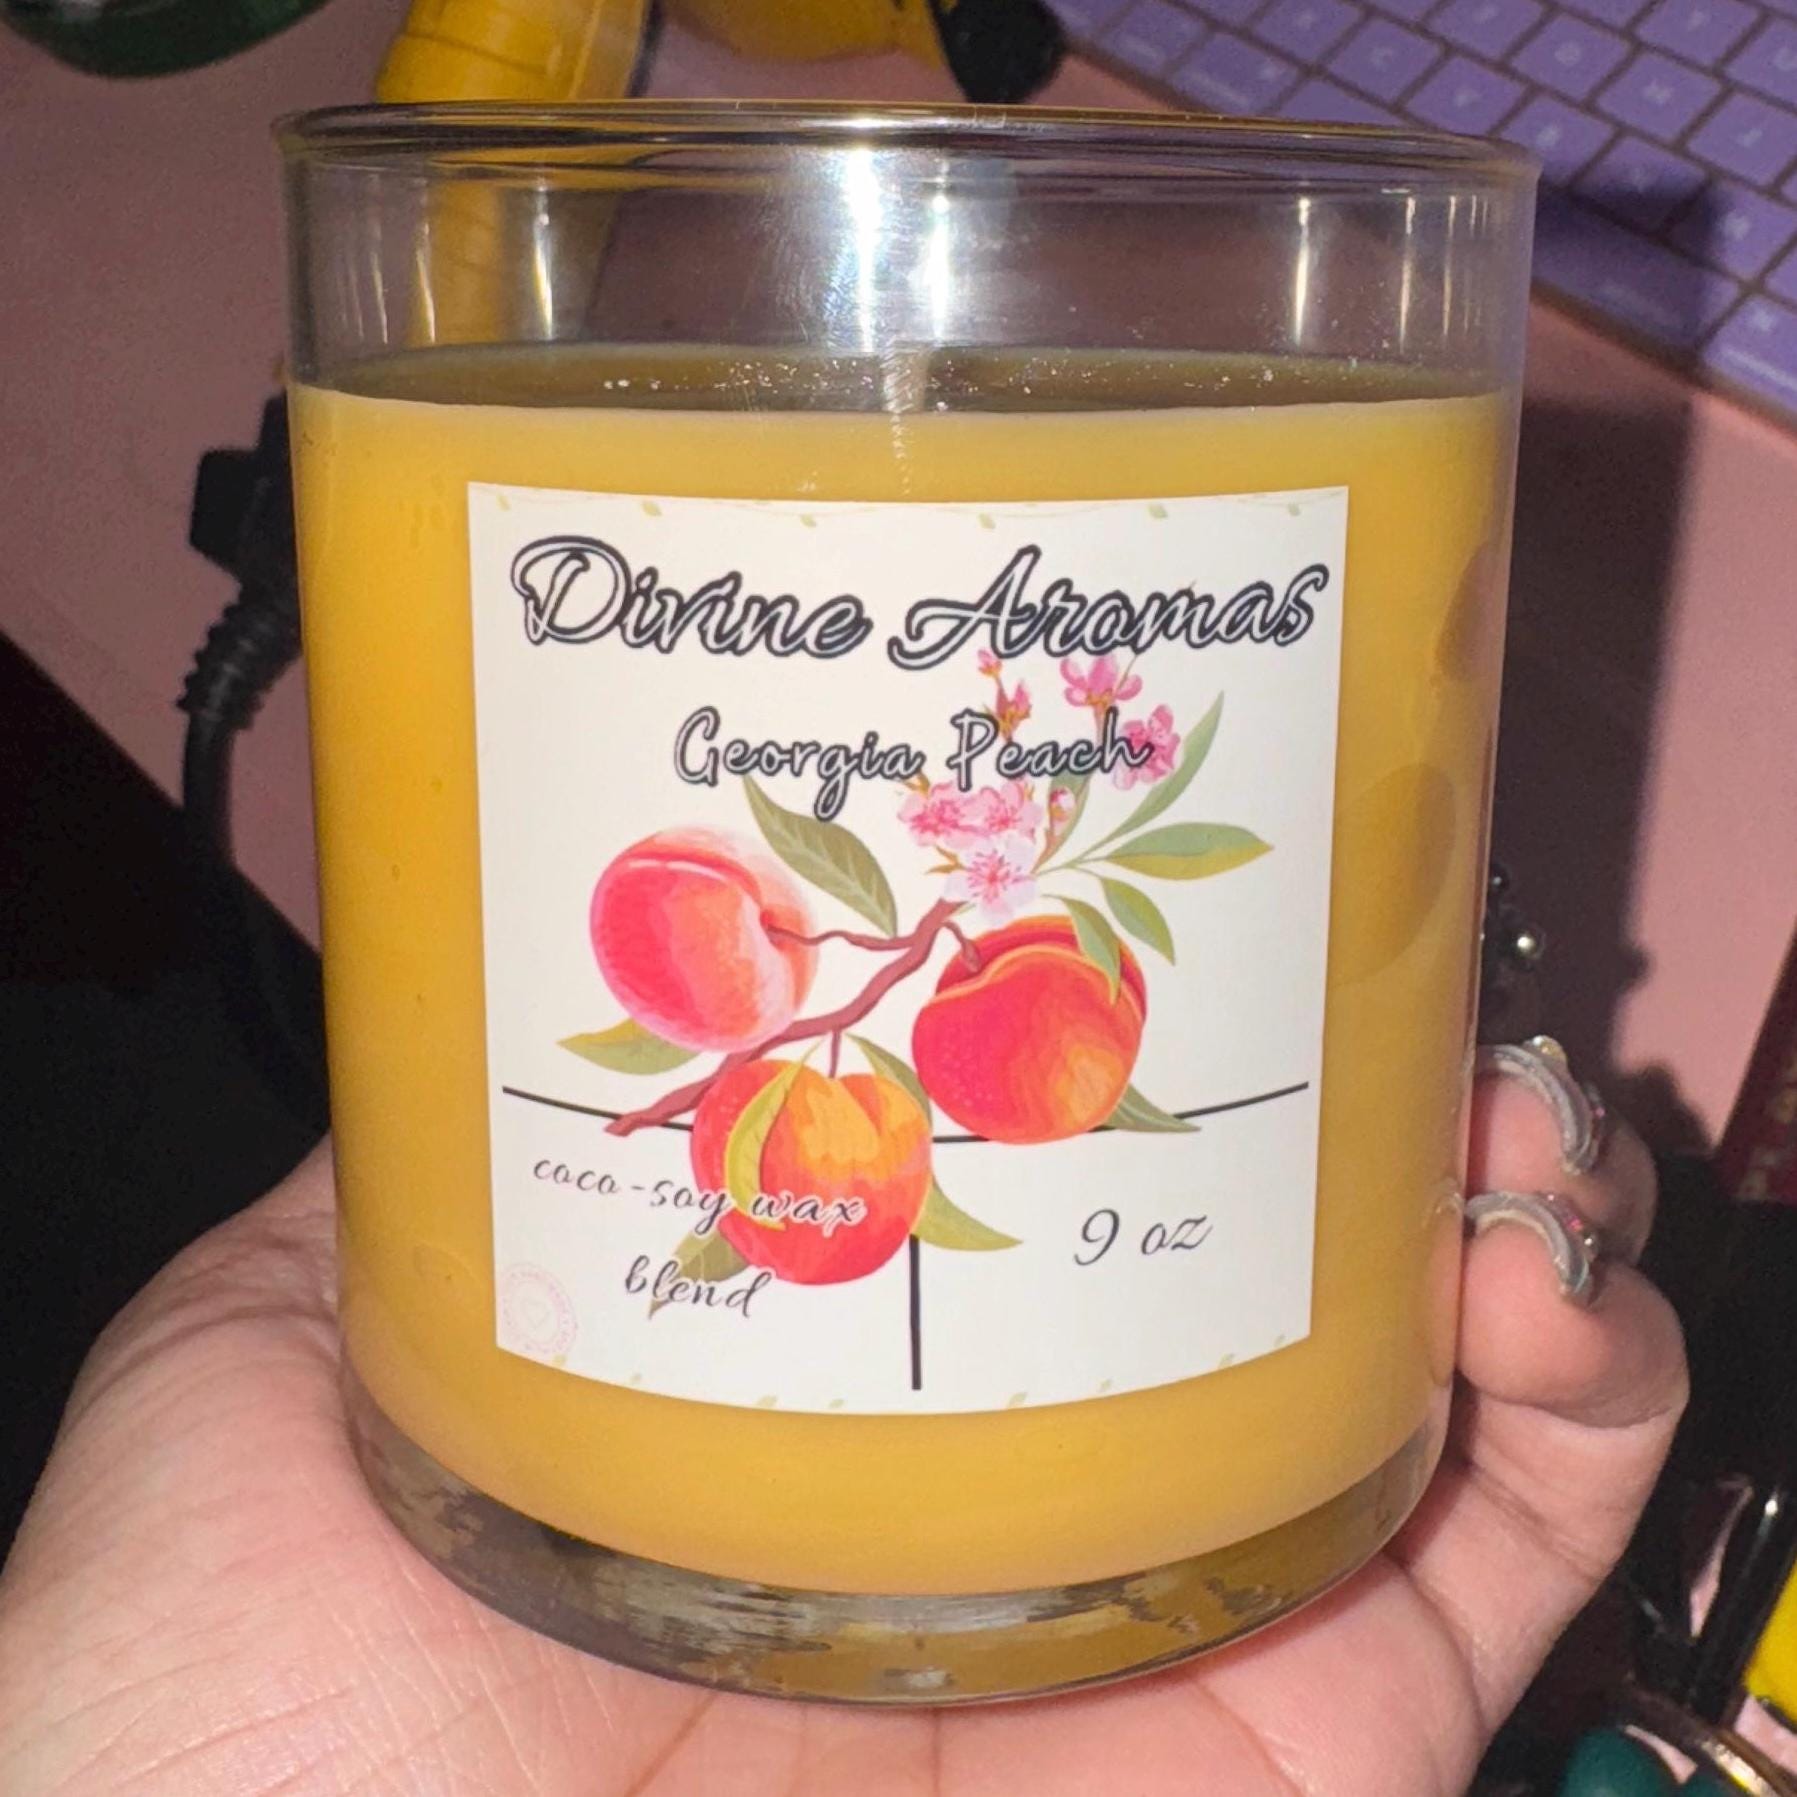 Divine Aromas
Georgia Peach
coco-soy wax
blend
9 oz